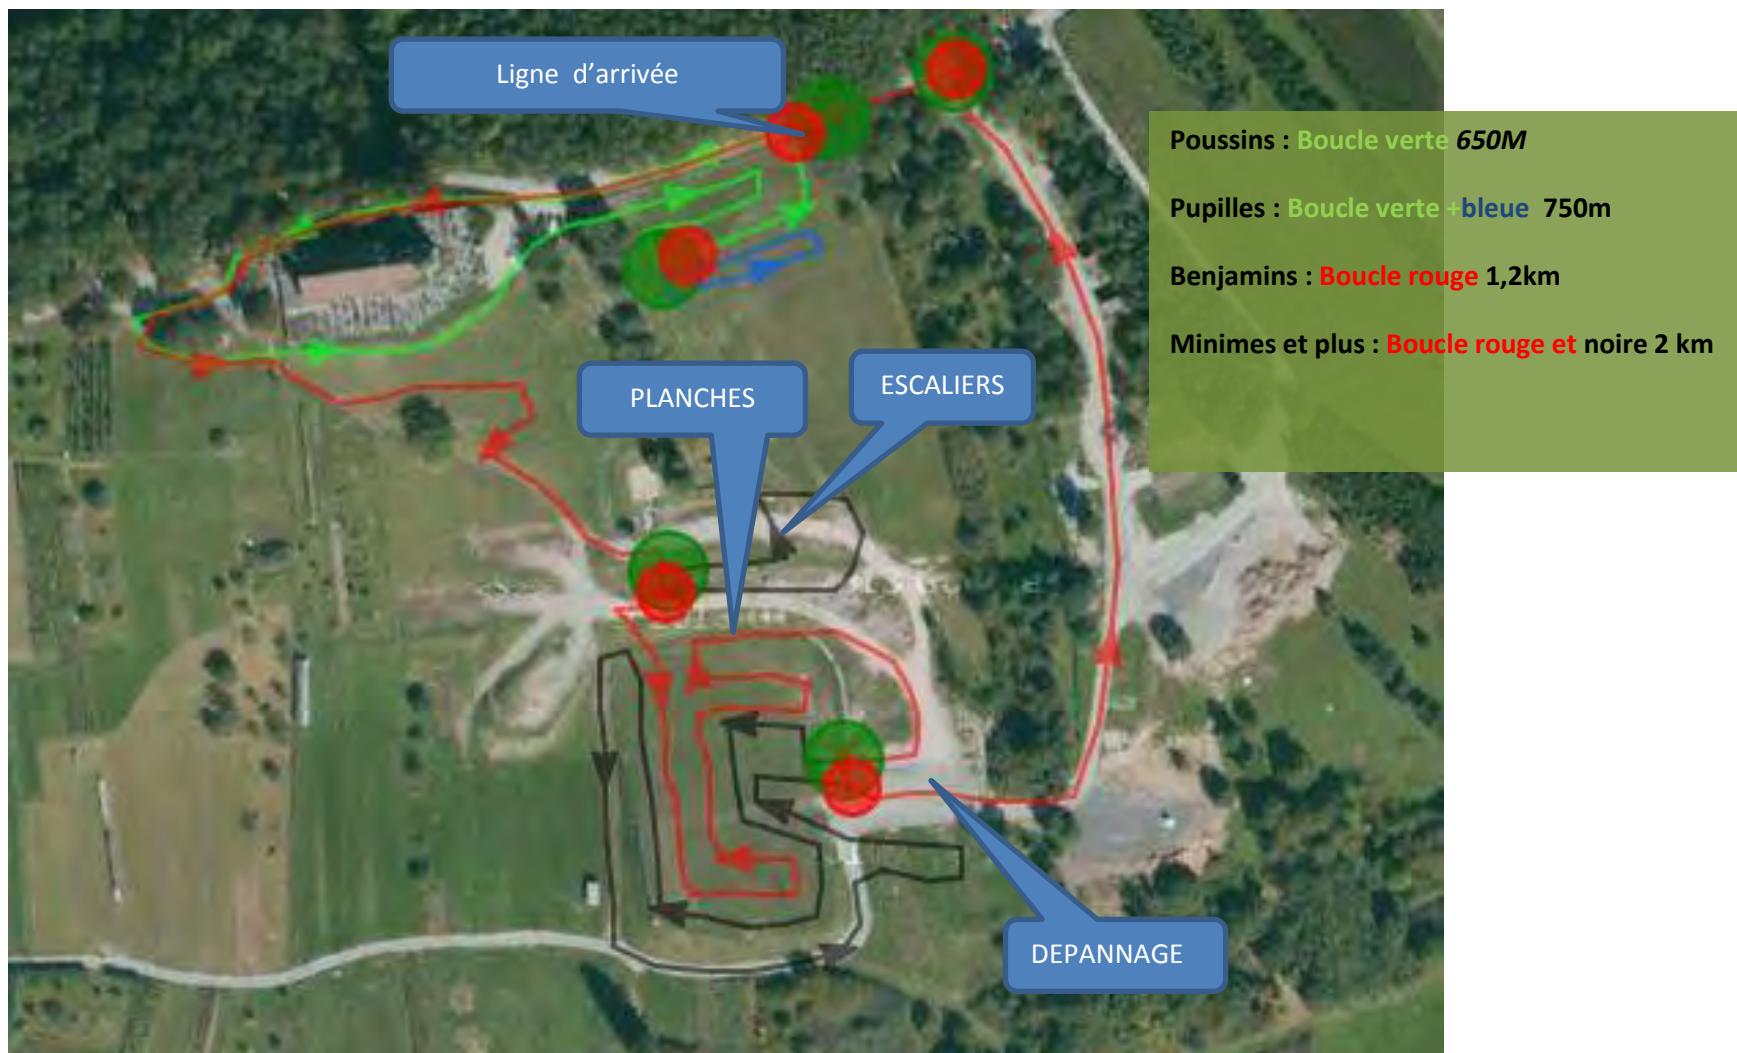 Ligne d'arrivée
Poussins : Boucle verte 650M
Pupilles : Boucle verte +bleue 750m
Benjamins : Boucle rouge 1,2km
Minimes et plus : Boucle rouge et noire 2 km
PLANCHES
ESCALIERS
DEPANNAGE